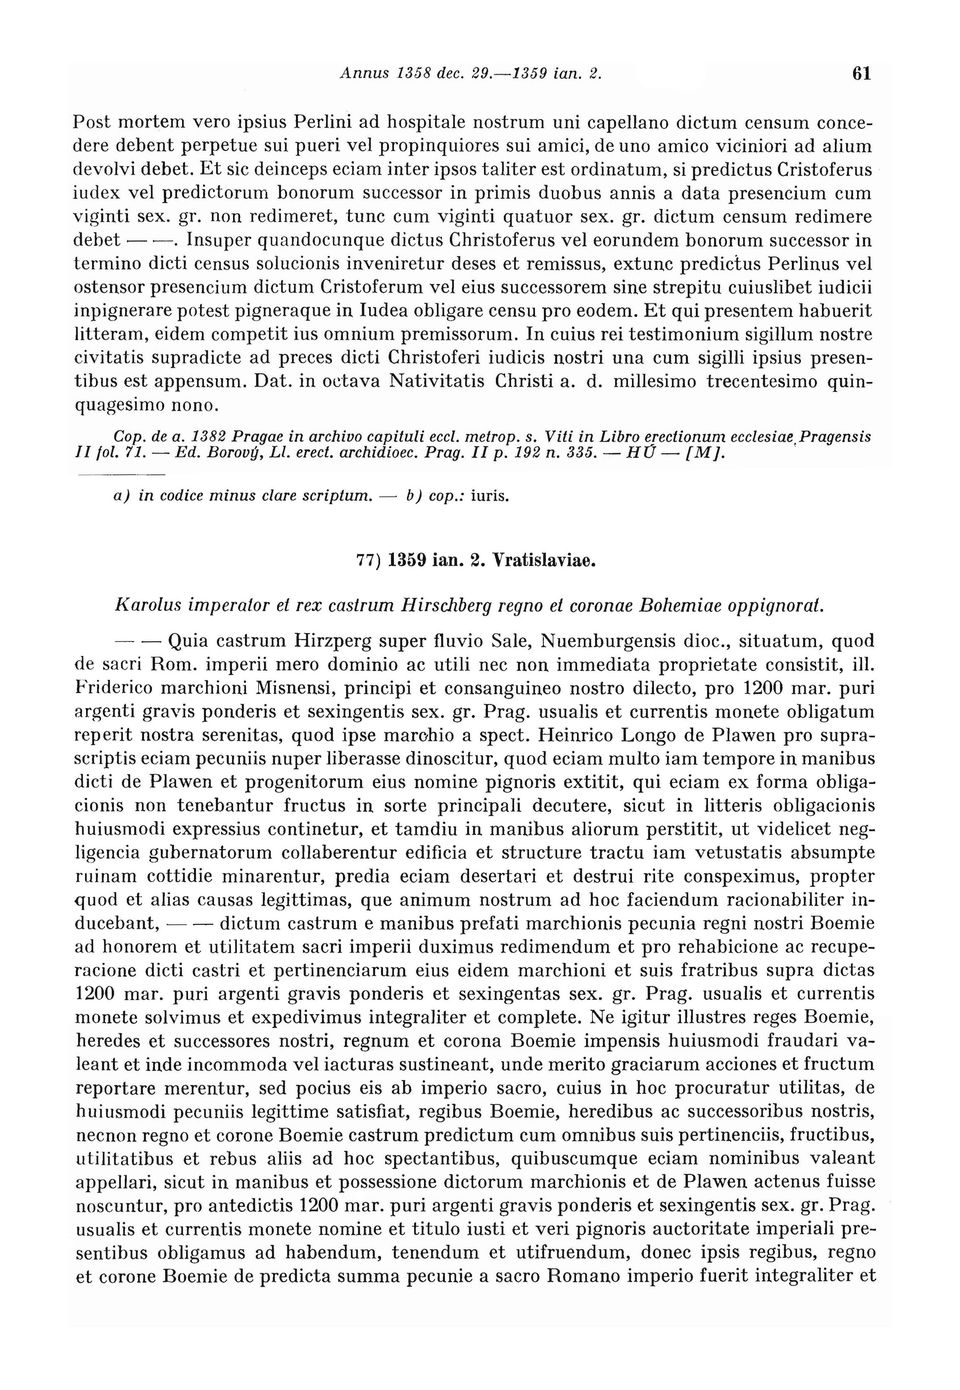 Annus 1358 dec. 29.—1359 ian. 2. 61
Post mortem vero ipsius Perlini ad hospitale nostrum uni capellano dictum censum conce-
dere debent perpetue sui pueri vel propinquiores sui amici, de uno amico viciniori ad alium
devolvi debet. Et sic deinceps eciam inter ipsos taliter est ordinatum, si predictus Cristoferus
iudex vel predictorum bonorum successor in primis duobus annis a data presencium cum
viginti sex. gr. non redimeret, tunc cum viginti quatuor sex. gr. dictum censum redimere
debet — —. Insuper quandocunque dictus Christoferus vel eorundem bonorum successor in
termino dicti census solucionis inveniretur deses et remissus, extunc predictus Perlinus vel
ostensor presencium dictum Cristoferum vel eius successorem sine strepitu cuiuslibet iudicii
inpignerare potest pigneraque in Iudea obligare censu pro eodem. Et qui presentem habuerit
litteram, eidem competit ius omnium premissorum. In cuius rei testimonium sigillum nostre
civitatis supradicte ad preces dicti Christoferi iudicis nostri una cum sigilli ipsius presen-
tibus est appensum. Dat. in octava Nativitatis Christi a. d. millesimo trecentesimo quin-
quagesimo nono.
Cop. de a. 1382 Pragae in archivo capituli eccl. metrop. s. Viti in Libro erectionum ecclesiae Pragensis
II fol. 71. — Ed. Borový, Ll. erect. archidioec. Prag. II p. 192 n. 335. — HÚ — [M].
a) in codice minus clare scriptum. — b) cop.: iuris.
77) 1359 ian. 2. Vratislaviae.
Karolus imperator et rex castrum Hirschberg regno et coronae Bohemiae oppignorat.
— — Quia castrum Hirzperg super fluvio Sale, Nuemburgensis dioc., situatum, quod
de sacri Rom. imperii mero dominio ac utili nec non immediata proprietate consistit, ill.
Friderico marchioni Misnensi, principi et consanguineo nostro dilecto, pro 1200 mar. puri
argenti gravis ponderis et sexingentis sex. gr. Prag. usualis et currentis monete obligatum
reperit nostra serenitas, quod ipse marchio a spect. Heinrico Longo de Plawen pro supra-
scriptis eciam pecuniis nuper liberasse dinoscitur, quod eciam multo iam tempore in manibus
dicti de Plawen et progenitorum eius nomine pignoris extitit, qui eciam ex forma obliga-
cionis non tenebantur fructus in sorte principali decutere, sicut in litteris obligacionis
huiusmodi expressius continetur, et tamdiu in manibus aliorum perstitit, ut videlicet neg-
ligencia gubernatorum collaberentur edificia et structure tractu iam vetustatis absumpte
ruinam cottidie minarentur, predia eciam desertari et destrui rite conspeximus, propter
quod et alias causas legittimas, que animum nostrum ad hoc faciendum racionabiliter in-
ducebant, — — dictum castrum e manibus prefati marchionis pecunia regni nostri Boemie
ad honorem et utilitatem sacri imperii duximus redimendum et pro rehabicione ac recupe-
racione dicti castri et pertinenciarum eius eidem marchioni et suis fratribus supra dictas
1200 mar. puri argenti gravis ponderis et sexingentas sex. gr. Prag. usualis et currentis
monete solvimus et expedivimus integraliter et complete. Ne igitur illustres reges Boemie,
heredes et successores nostri, regnum et corona Boemie impensis huiusmodi fraudari va-
leant et inde incommoda vel iacturas sustineant, unde merito graciarum acciones et fructum
reportare merentur, sed pocius eis ab imperio sacro, cuius in hoc procuratur utilitas, de
huiusmodi pecuniis legittime satisfiat, regibus Boemie, heredibus ac successoribus nostris,
necnon regno et corone Boemie castrum predictum cum omnibus suis pertinenciis, fructibus,
utilitatibus et rebus aliis ad hoc spectantibus, quibuscumque eciam nominibus valeant
appellari, sicut in manibus et possessione dictorum marchionis et de Plawen actenus fuisse
noscuntur, pro antedictis 1200 mar. puri argenti gravis ponderis et sexingentis sex. gr. Prag.
usualis et currentis monete nomine et titulo iusti et veri pignoris auctoritate imperiali pre-
sentibus obligamus ad habendum, tenendum et utifruendum, donec ipsis regibus, regno
et corone Boemie de predicta summa pecunie a sacro Romano imperio fuerit integraliter et